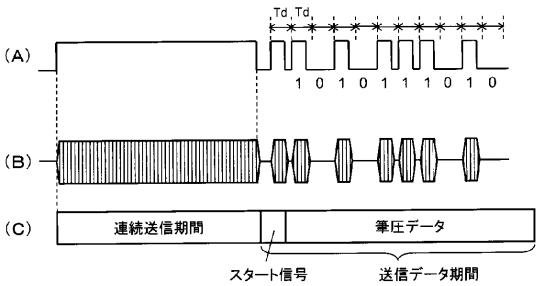 Td Td
(A)
1 0 1 0 1 1 1 0 1 0
(B)
(C) 連続送信期間 筆圧データ
スタート信号 送信データ期間